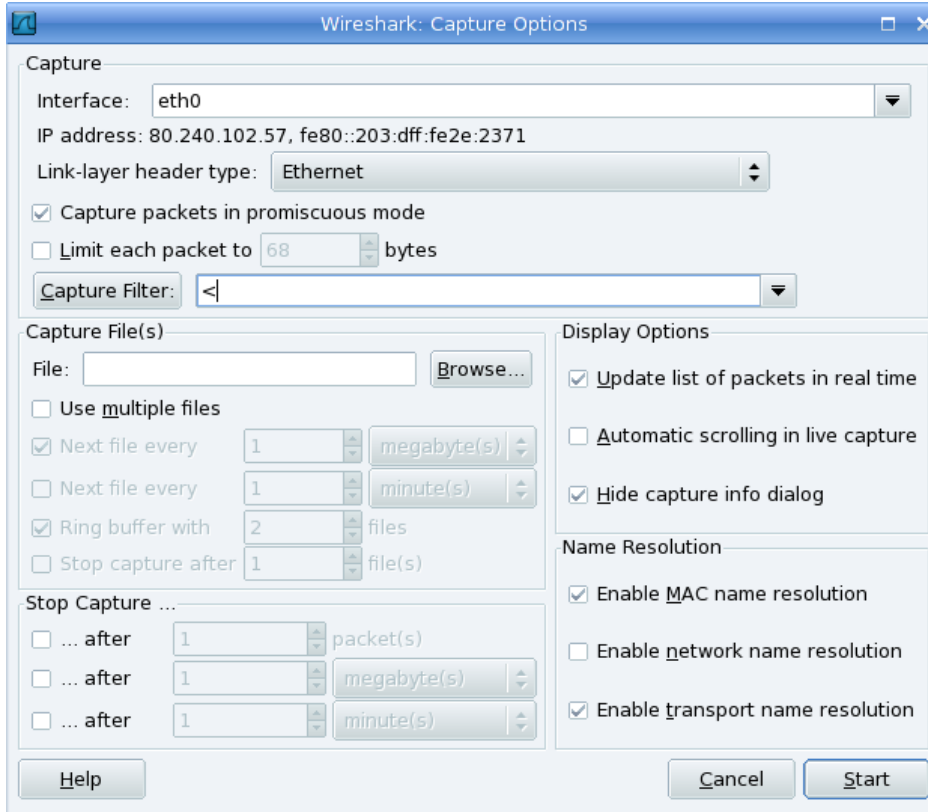 Wireshark: Capture Options
Capture
Interface: eth0
IP address: 80.240.102.57, fe80::203:dff:fe2e:2371
Link-layer header type: Ethernet
Capture packets in promiscuous mode
Limit each packet to 68 bytes
Capture Filter: <
Capture File(s)
File: Browse...
Use multiple files
Next file every 1 megabyte(s)
Next file every 1 minute(s)
Ring buffer with 2 files
Stop capture after 1 file(s)
Stop Capture ...
... after 1 packet(s)
... after 1 megabyte(s)
... after 1 minute(s)
Display Options
Update list of packets in real time
Automatic scrolling in live capture
Hide capture info dialog
Name Resolution
Enable MAC name resolution
Enable network name resolution
Enable transport name resolution
Help Cancel Start